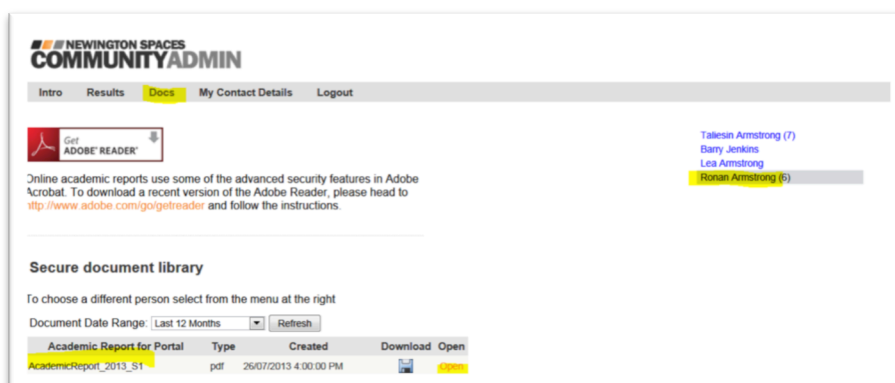 NEWINGTON SPACES
COMMUNITYADMIN
Intro Results Docs My Contact Details Logout
Get
ADOBE® READER®
Online academic reports use some of the advanced security features in Adobe
Acrobat. To download a recent version of the Adobe Reader, please head to
http://www.adobe.com/go/getreader and follow the instructions.
Taliesin Armstrong (7)
Barry Jenkins
Lea Armstrong
Ronan Armstrong (6)
Secure document library
To choose a different person select from the menu at the right
Document Date Range: Last 12 Months Refresh
Academic Report for Portal Type Created Download Open
AcademicReport_2013_S1 pdf 26/07/2013 4:00:00 PM Open